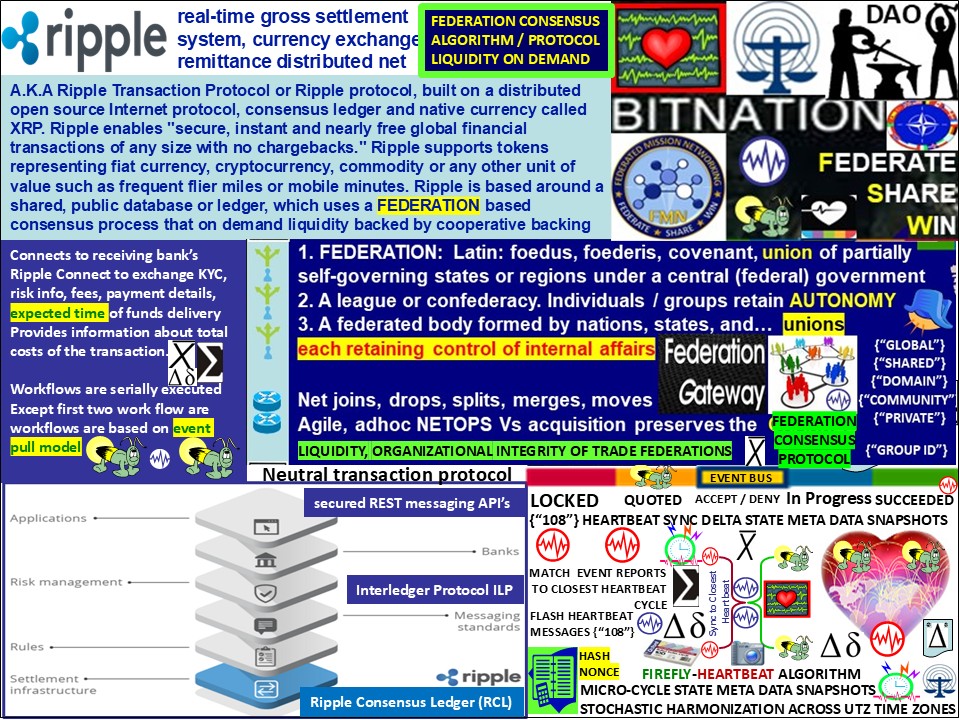 ripple
real-time gross settlement
system, currency exchange
remittance distributed net
FEDERATION CONSENSUS
ALGORITHM / PROTOCOL
LIQUIDITY ON DEMAND
DAO
BITNATION
FEDERATED MISSION NETWORKING
FMN
FEDERATE / SHARE / WIN
FEDERATE
SHARE
WIN
A.K.A Ripple Transaction Protocol or Ripple protocol, built on a distributed
open source Internet protocol, consensus ledger and native currency called
XRP. Ripple enables "secure, instant and nearly free global financial
transactions of any size with no chargebacks." Ripple supports tokens
representing fiat currency, cryptocurrency, commodity or any other unit of
value such as frequent flier miles or mobile minutes. Ripple is based around a
shared, public database or ledger, which uses a FEDERATION based
consensus process that on demand liquidity backed by cooperative backing
Connects to receiving bank's
Ripple Connect to exchange KYC,
risk info, fees, payment details,
expected time of funds delivery
Provides information about total
costs of the transaction.
X Σ
Δδ
Workflows are serially executed
Except first two work flow are
workflows are based on event
pull model
1. FEDERATION: Latin: foedus, foederis, covenant, union of partially
self-governing states or regions under a central (federal) government
2. A league or confederacy. Individuals / groups retain AUTONOMY
3. A federated body formed by nations, states, and… unions
each retaining control of internal affairs
Federation
Gateway
Net joins, drops, splits, merges, moves
Agile, adhoc NETOPS Vs acquisition preserves the
LIQUIDITY, ORGANIZATIONAL INTEGRITY OF TRADE FEDERATIONS
X
FEDERATION
CONSENSUS
PROTOCOL
{“GLOBAL”}
{“SHARED”}
{“DOMAIN”}
{“COMMUNITY”}
{“PRIVATE”}
{“GROUP ID”}
Neutral transaction protocol
secured REST messaging API’s
Applications
Banks
Risk management
Interledger Protocol ILP
Messaging
standards
Rules
Settlement
infrastructure
ripple
Ripple Consensus Ledger (RCL)
EVENT BUS
LOCKED QUOTED ACCEPT / DENY In Progress SUCCEEDED
{“108”} HEARTBEAT SYNC DELTA STATE META DATA SNAPSHOTS
MATCH EVENT REPORTS
TO CLOSEST HEARTBEAT
CYCLE
FLASH HEARTBEAT
MESSAGES {“108”}
Σ
Δδ
Sync to Closest
Heartbeat
X
Δδ
Δ
HASH
NONCE
FIREFLY-HEARTBEAT ALGORITHM
MICRO-CYCLE STATE META DATA SNAPSHOTS
STOCHASTIC HARMONIZATION ACROSS UTZ TIME ZONES